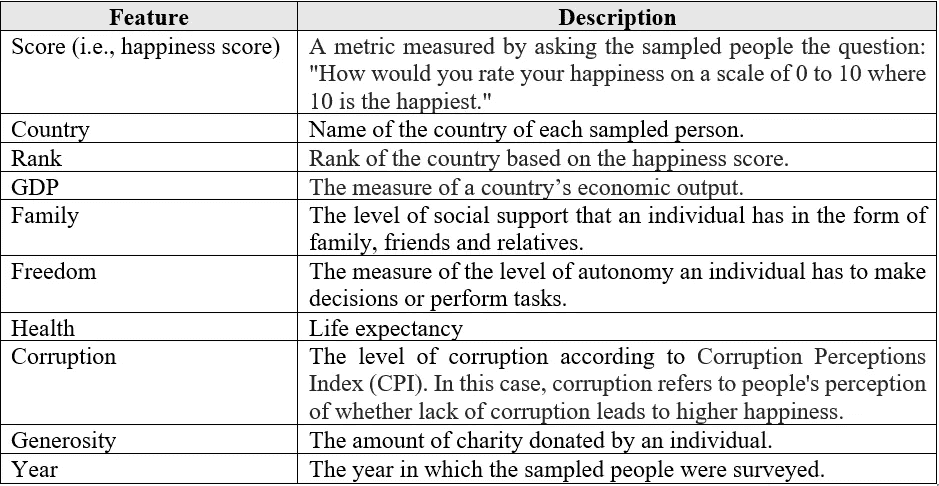 Feature Description
Score (i.e., happiness score) A metric measured by asking the sampled people the question:
"How would you rate your happiness on a scale of 0 to 10 where
10 is the happiest."
Country Name of the country of each sampled person.
Rank Rank of the country based on the happiness score.
GDP The measure of a country’s economic output.
Family The level of social support that an individual has in the form of
family, friends and relatives.
Freedom The measure of the level of autonomy an individual has to make
decisions or perform tasks.
Health Life expectancy
Corruption The level of corruption according to Corruption Perceptions
Index (CPI). In this case, corruption refers to people's perception
of whether lack of corruption leads to higher happiness.
Generosity The amount of charity donated by an individual.
Year The year in which the sampled people were surveyed.